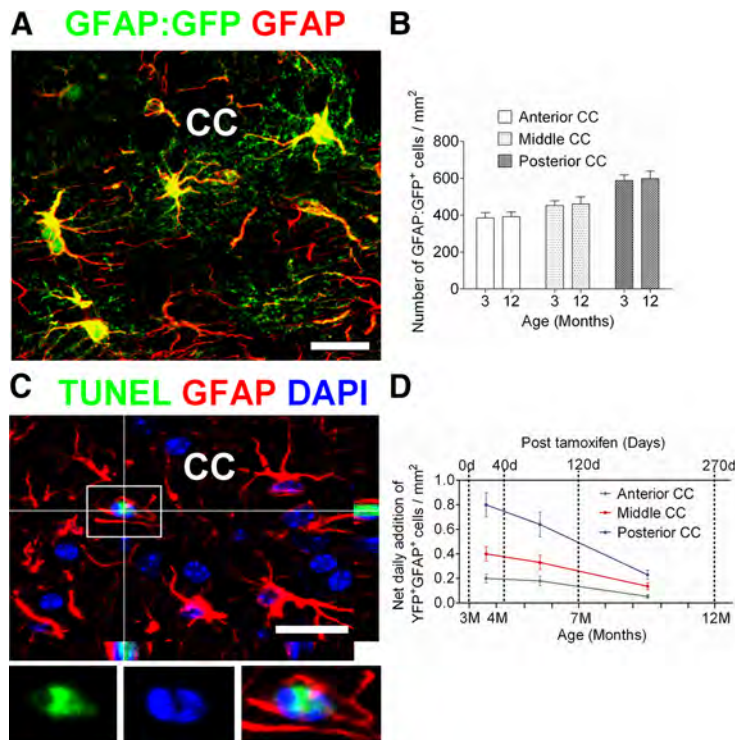 A GFAP:GFP GFAP
CC
B
Anterior CC
Middle CC
Posterior CC
Number of GFAP:GFP⁺ cells / mm²
800
600
400
200
0
3 12 3 12 3 12
Age (Months)
C TUNEL GFAP DAPI
CC
D
Post tamoxifen (Days)
0d 40d 120d 270d
Anterior CC
Middle CC
Posterior CC
Net daily addition of
YFP⁺GFAP⁺ cells / mm²
1.0
0.8
0.6
0.4
0.2
0
3M 4M 7M 12M
Age (Months)